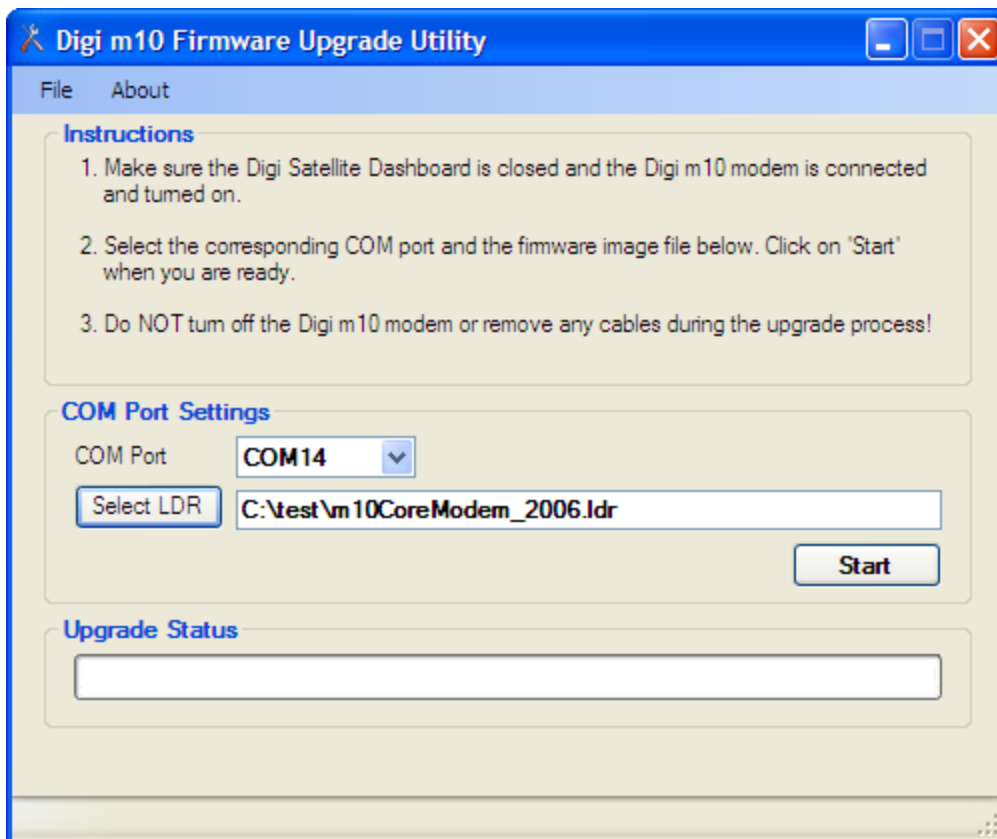 Digi m10 Firmware Upgrade Utility
File About
Instructions
1. Make sure the Digi Satellite Dashboard is closed and the Digi m10 modem is connected
and turned on.
2. Select the corresponding COM port and the firmware image file below. Click on 'Start'
when you are ready.
3. Do NOT turn off the Digi m10 modem or remove any cables during the upgrade process!
COM Port Settings
COM Port COM14
Select LDR C:\test\m10CoreModem_2006.ldr
Start
Upgrade Status